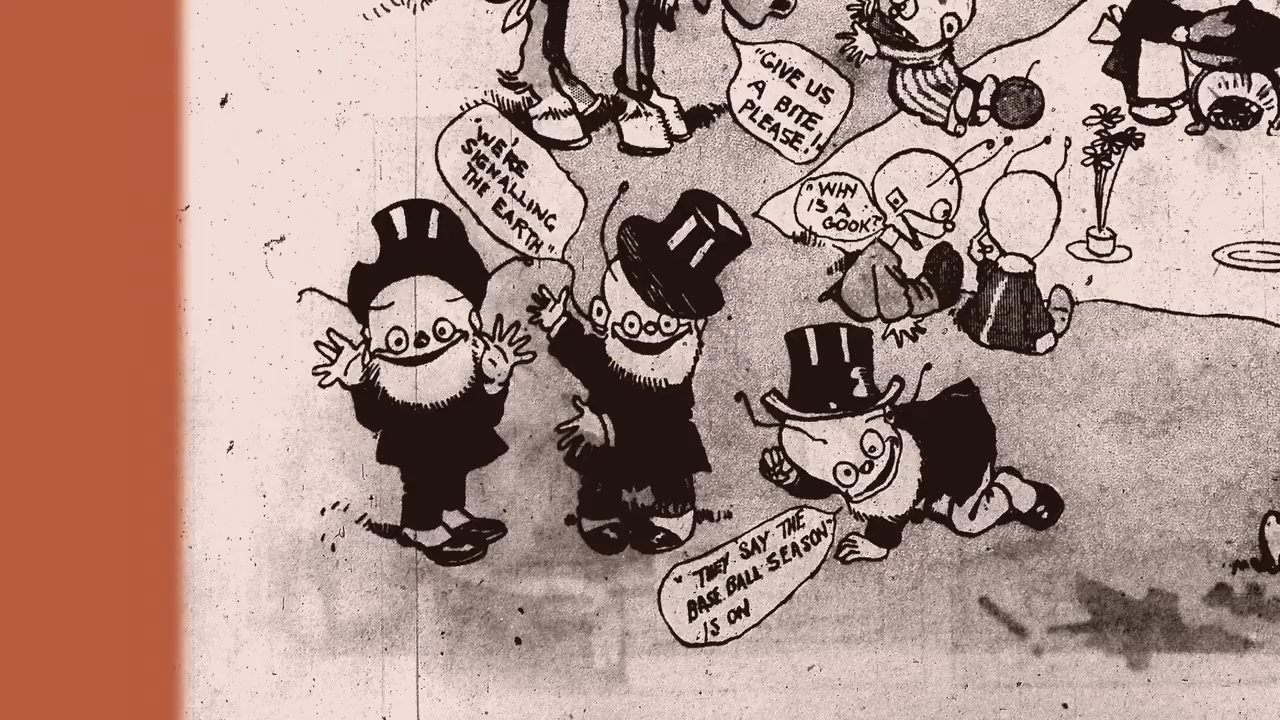 "GIVE US
A BITE
PLEASE!!
"WE'RE
SIGNALLING
THE EARTH"
"WHY
IS A
GOOK?
"THEY SAY THE
BASE BALL SEASON
IS ON